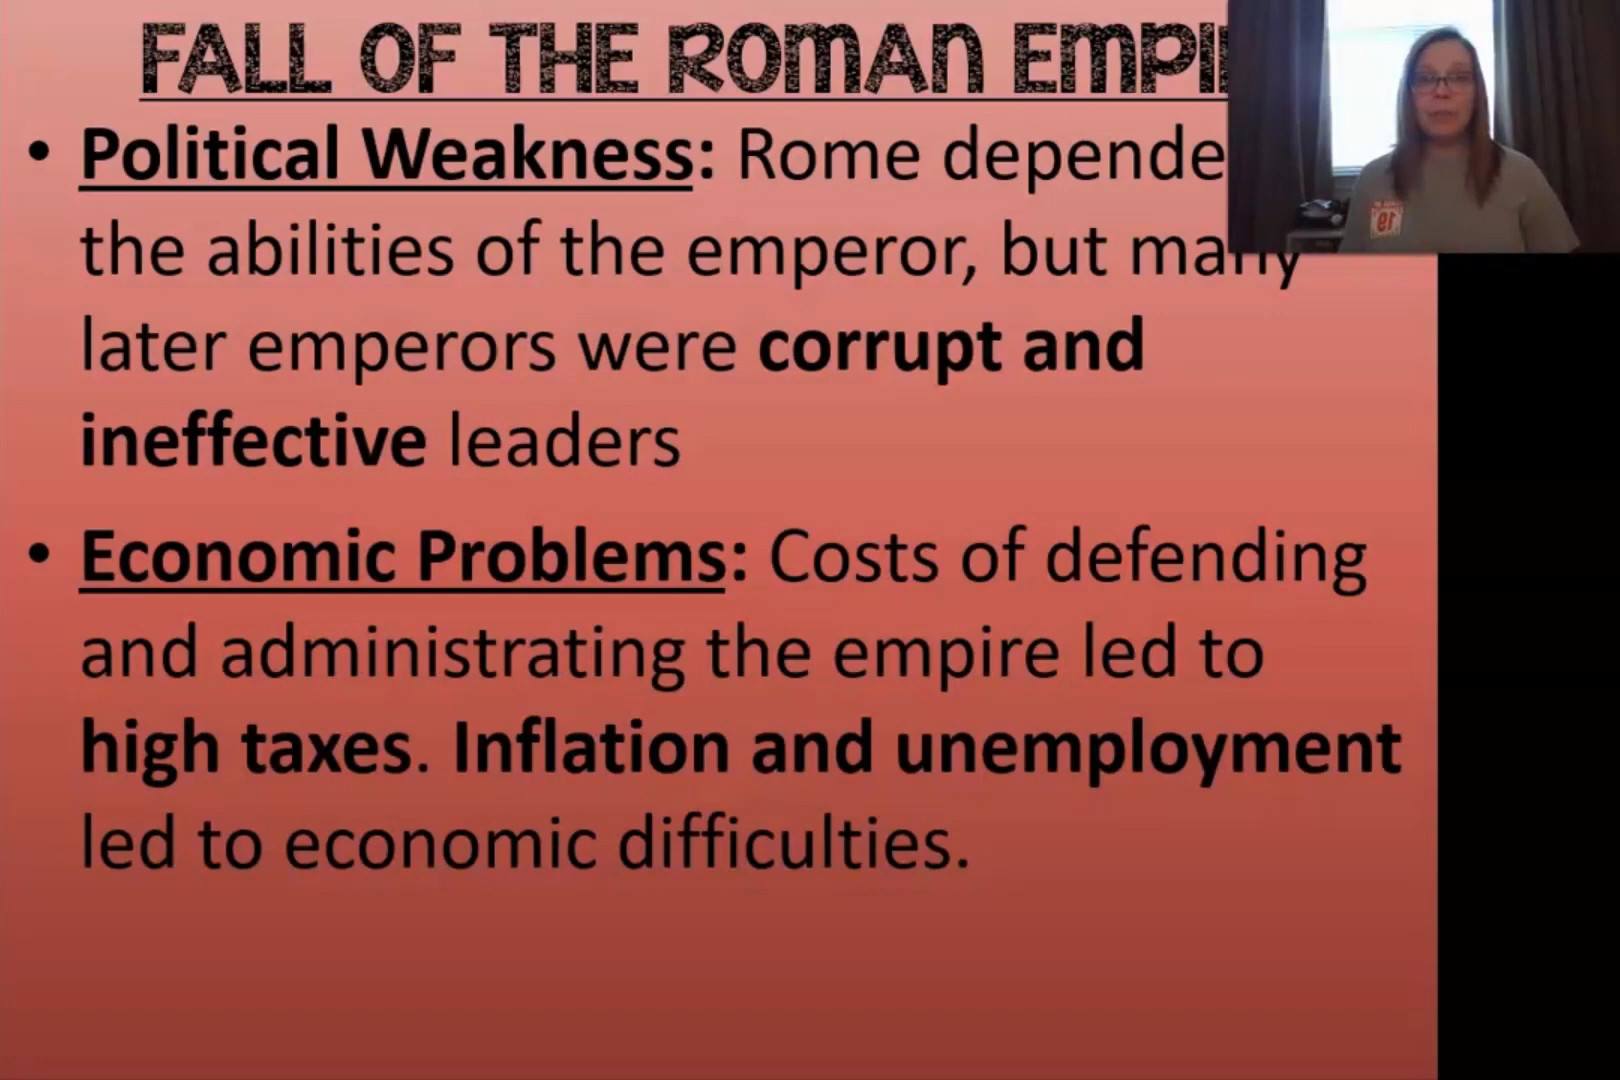 FALL OF THE ROMAN EMPI
• Political Weakness: Rome depende
the abilities of the emperor, but many
later emperors were corrupt and
ineffective leaders
• Economic Problems: Costs of defending
and administrating the empire led to
high taxes. Inflation and unemployment
led to economic difficulties.
19